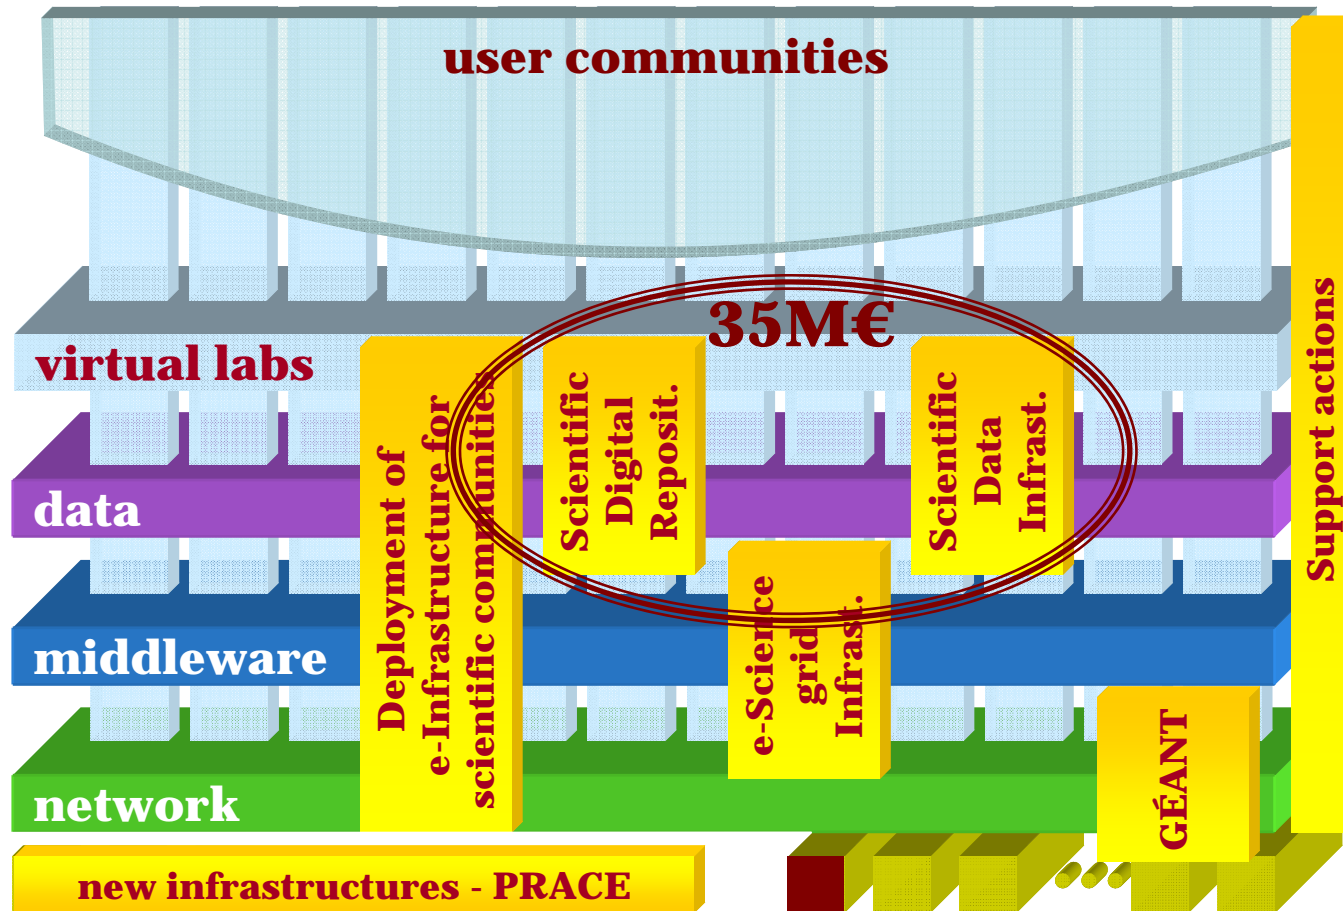 user communities
35M€
virtual labs
data
middleware
network
Deployment of
e-Infrastructure for
scientific communities
Scientific
Digital
Reposit.
e-Science
grid
Infrast.
Scientific
Data
Infrast.
GÉANT
Support actions
new infrastructures - PRACE